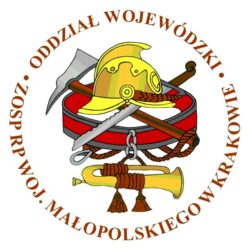 • ODDZIAŁ WOJEWÓDZKI •
ZOSP RP WOJ. MAŁOPOLSKIEGO W KRAKOWIE